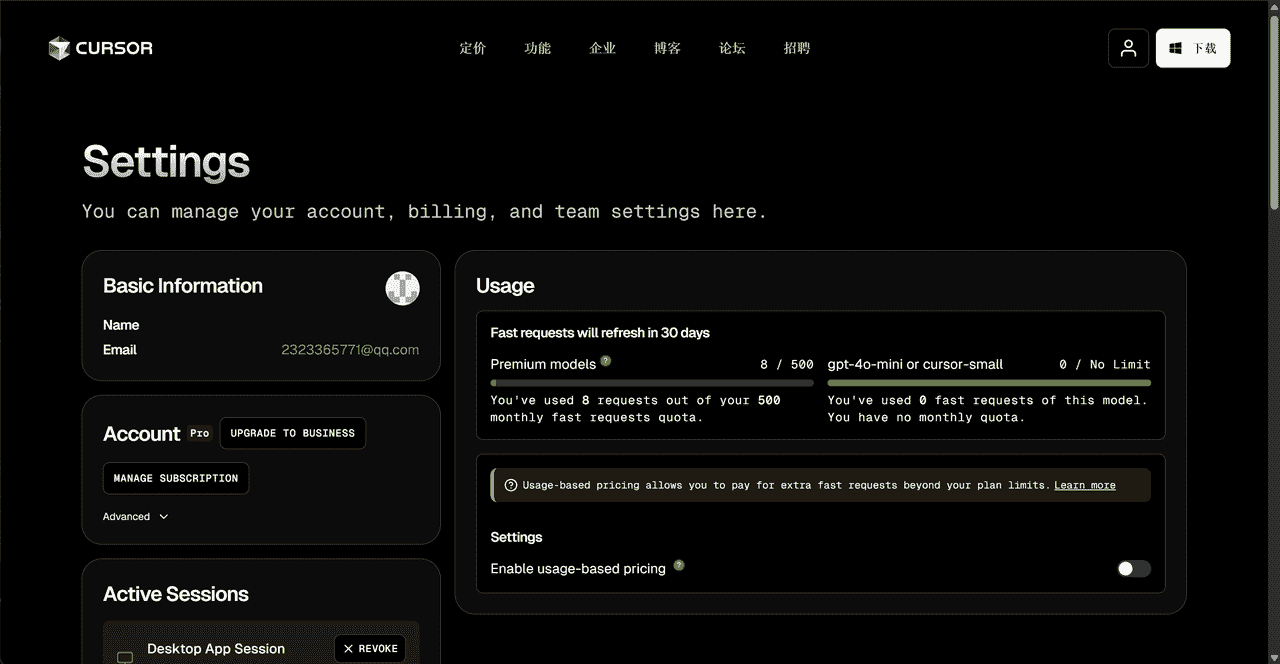 CURSOR
定价 功能 企业 博客 论坛 招聘
下载
Settings
You can manage your account, billing, and team settings here.
Basic Information
Name
Email 2323365771@qq.com
Account Pro UPGRADE TO BUSINESS
MANAGE SUBSCRIPTION
Advanced
Active Sessions
Desktop App Session
REVOKE
Usage
Fast requests will refresh in 30 days
Premium models ? 8 / 500
You've used 8 requests out of your 500
monthly fast requests quota.
gpt-4o-mini or cursor-small 0 / No Limit
You've used 0 fast requests of this model.
You have no monthly quota.
? Usage-based pricing allows you to pay for extra fast requests beyond your plan limits. Learn more
Settings
Enable usage-based pricing ?